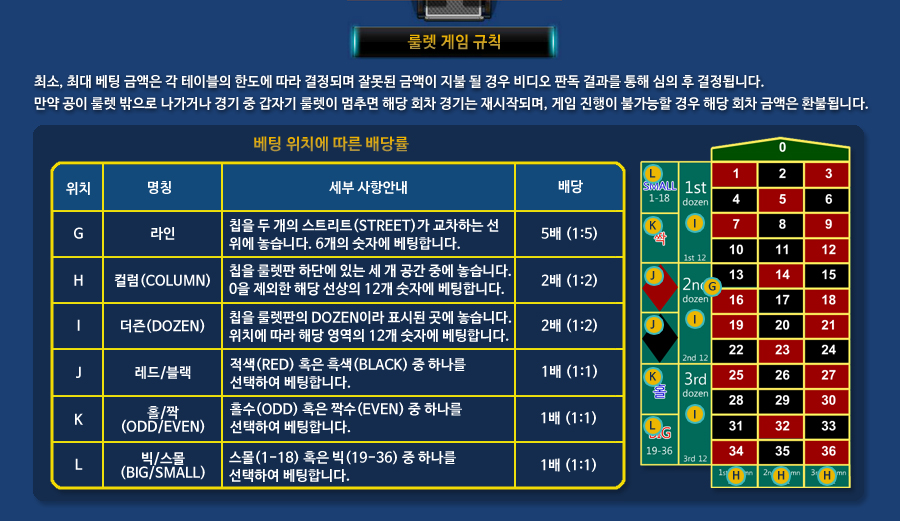 룰렛 게임 규칙
최소, 최대 베팅 금액은 각 테이블의 한도에 따라 결정되며 잘못된 금액이 지불 될 경우 비디오 판독 결과를 통해 심의 후 결정됩니다.
만약 공이 룰렛 밖으로 나가거나 경기 중 갑자기 룰렛이 멈추면 해당 회차 경기는 재시작되며, 게임 진행이 불가능할 경우 해당 회차 금액은 환불됩니다.
베팅 위치에 따른 배당률
위치 명칭 세부 사항안내 배당
G 라인 칩을 두 개의 스트리트(STREET)가 교차하는 선
위에 놓습니다. 6개의 숫자에 베팅합니다. 5배 (1:5)
H 컬럼(COLUMN) 칩을 룰렛판 하단에 있는 세 개 공간 중에 놓습니다.
0을 제외한 해당 선상의 12개 숫자에 베팅합니다. 2배 (1:2)
I 더즌(DOZEN) 칩을 룰렛판의 DOZEN이라 표시된 곳에 놓습니다.
위치에 따라 해당 영역의 12개 숫자에 베팅합니다. 2배 (1:2)
J 레드/블랙 적색(RED) 혹은 흑색(BLACK) 중 하나를
선택하여 베팅합니다. 1배 (1:1)
K 홀/짝
(ODD/EVEN) 홀수(ODD) 혹은 짝수(EVEN) 중 하나를
선택하여 베팅합니다. 1배 (1:1)
L 빅/스몰
(BIG/SMALL) 스몰(1-18) 혹은 빅(19-36) 중 하나를
선택하여 베팅합니다. 1배 (1:1)
0
L
SMALL
1-18
K
짝
J
J
K
홀
L
BIG
19-36
1st
dozen
I
1st 12
2nd
dozen
G
I
2nd 12
3rd
dozen
I
3rd 12
1 2 3
4 5 6
7 8 9
10 11 12
13 14 15
16 17 18
19 20 21
22 23 24
25 26 27
28 29 30
31 32 33
34 35 36
H H H